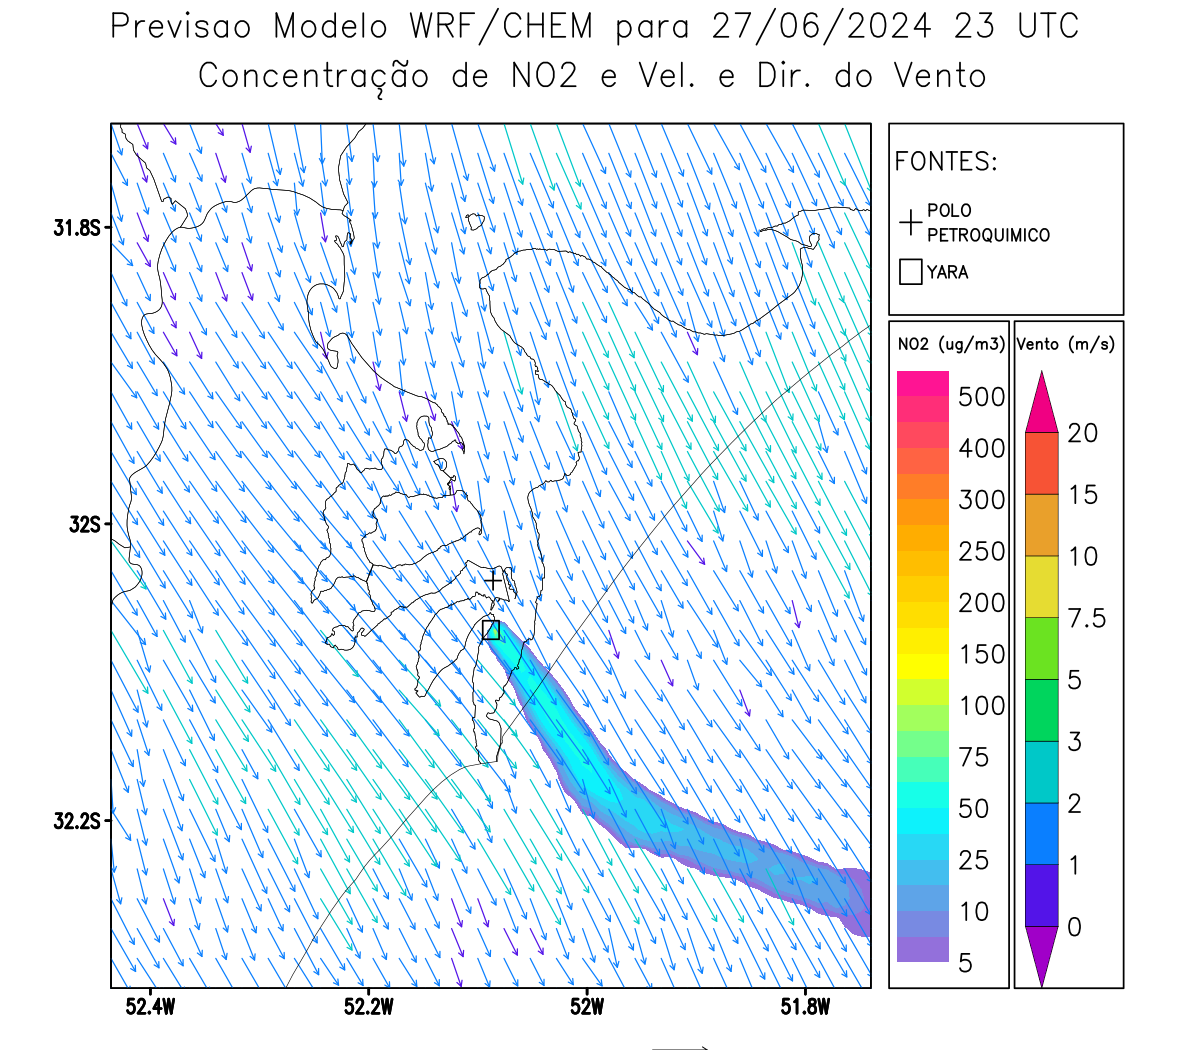 Previsao Modelo WRF/CHEM para 27/06/2024 23 UTC
Concentração de NO2 e Vel. e Dir. do Vento
FONTES:
POLO
PETROQUIMICO
YARA
NO2 (ug/m3)
500
400
300
250
200
150
100
75
50
25
10
5
Vento (m/s)
20
15
10
7.5
5
3
2
1
0
31.8S
32S
32.2S
52.4W 52.2W 52W 51.8W